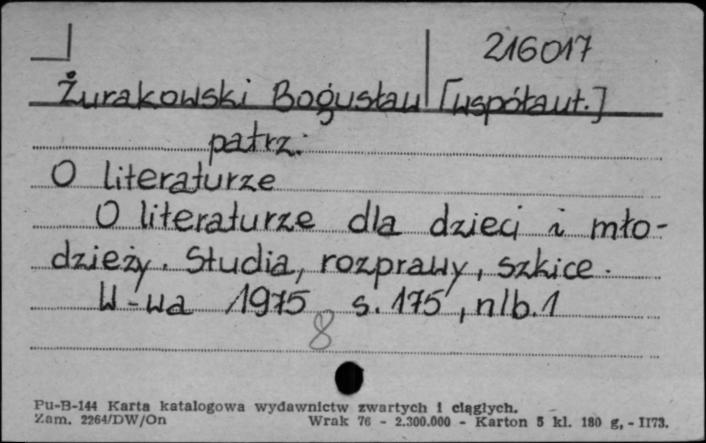 216017
Żurakowski Bogusław [współaut.]
patrz:
O literaturze
O literaturze dla dzieci i mło-
dzieży. Studia, rozprawy, szkice.
W-wa 1975 s. 175, nlb. 1
8
Pu-B-144 Karta katalogowa wydawnictw zwartych i ciągłych.
Zam. 2264/DW/On Wrak 76 - 2.300.000 - Karton 5 kl. 180 g, - II73.